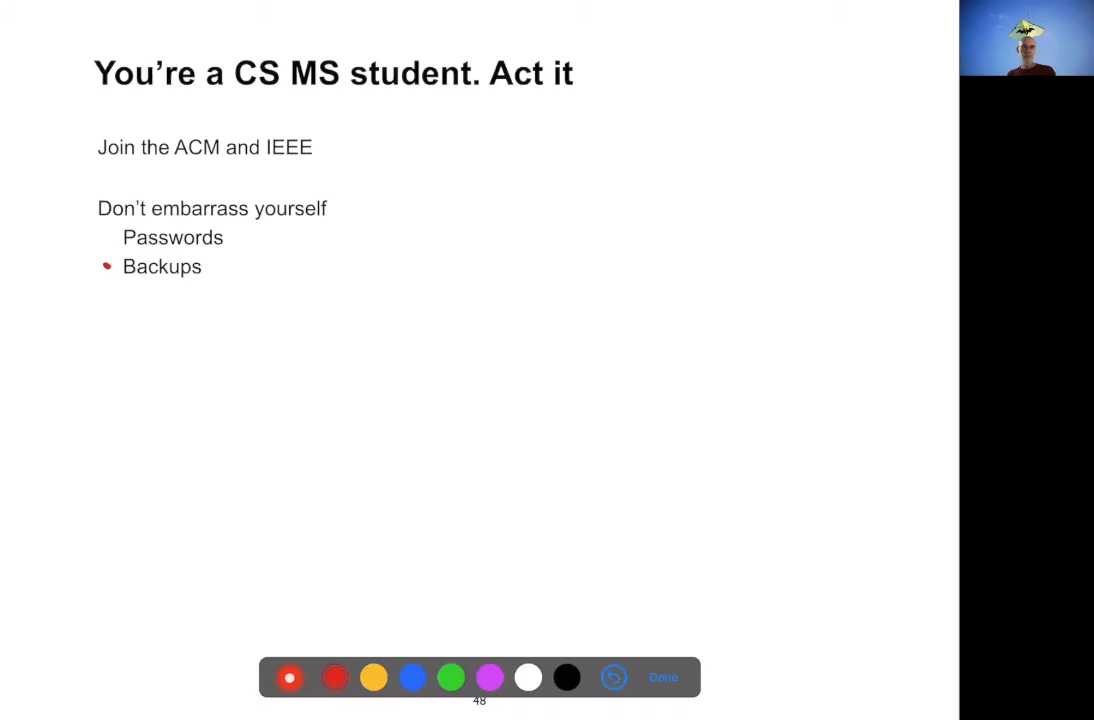 You're a CS MS student. Act it
Join the ACM and IEEE
Don't embarrass yourself
Passwords
Backups
Done
48